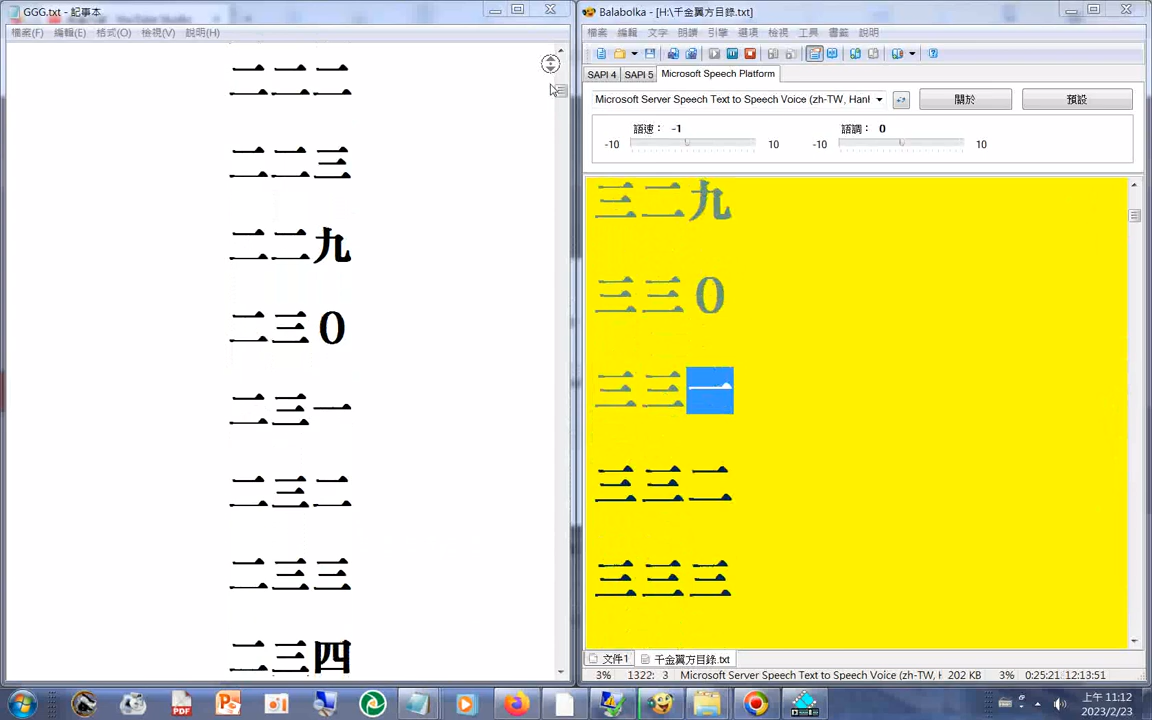 GGG.txt - 記事本
檔案(F) 編輯(E) 格式(O) 檢視(V) 說明(H)
二二二
二二三
二二九
二三0
二三一
二三二
二三三
二三四
Balabolka - [H:\千金翼方目錄.txt]
檔案 編輯 文字 朗讀 引擎 選項 檢視 工具 書籤 說明
SAPI 4 SAPI 5 Microsoft Speech Platform
Microsoft Server Speech Text to Speech Voice (zh-TW, Hanl
關於 預設
語速： -1 語調： 0
-10 10 -10 10
三二九
三三0
三三一
三三二
三三三
文件1 千金翼方目錄.txt
3% 1322: 3 Microsoft Server Speech Text to Speech Voice (zh-TW, H 202 KB 3% 0:25:21 12:13:51
PDF
上午 11:12
2023/2/23